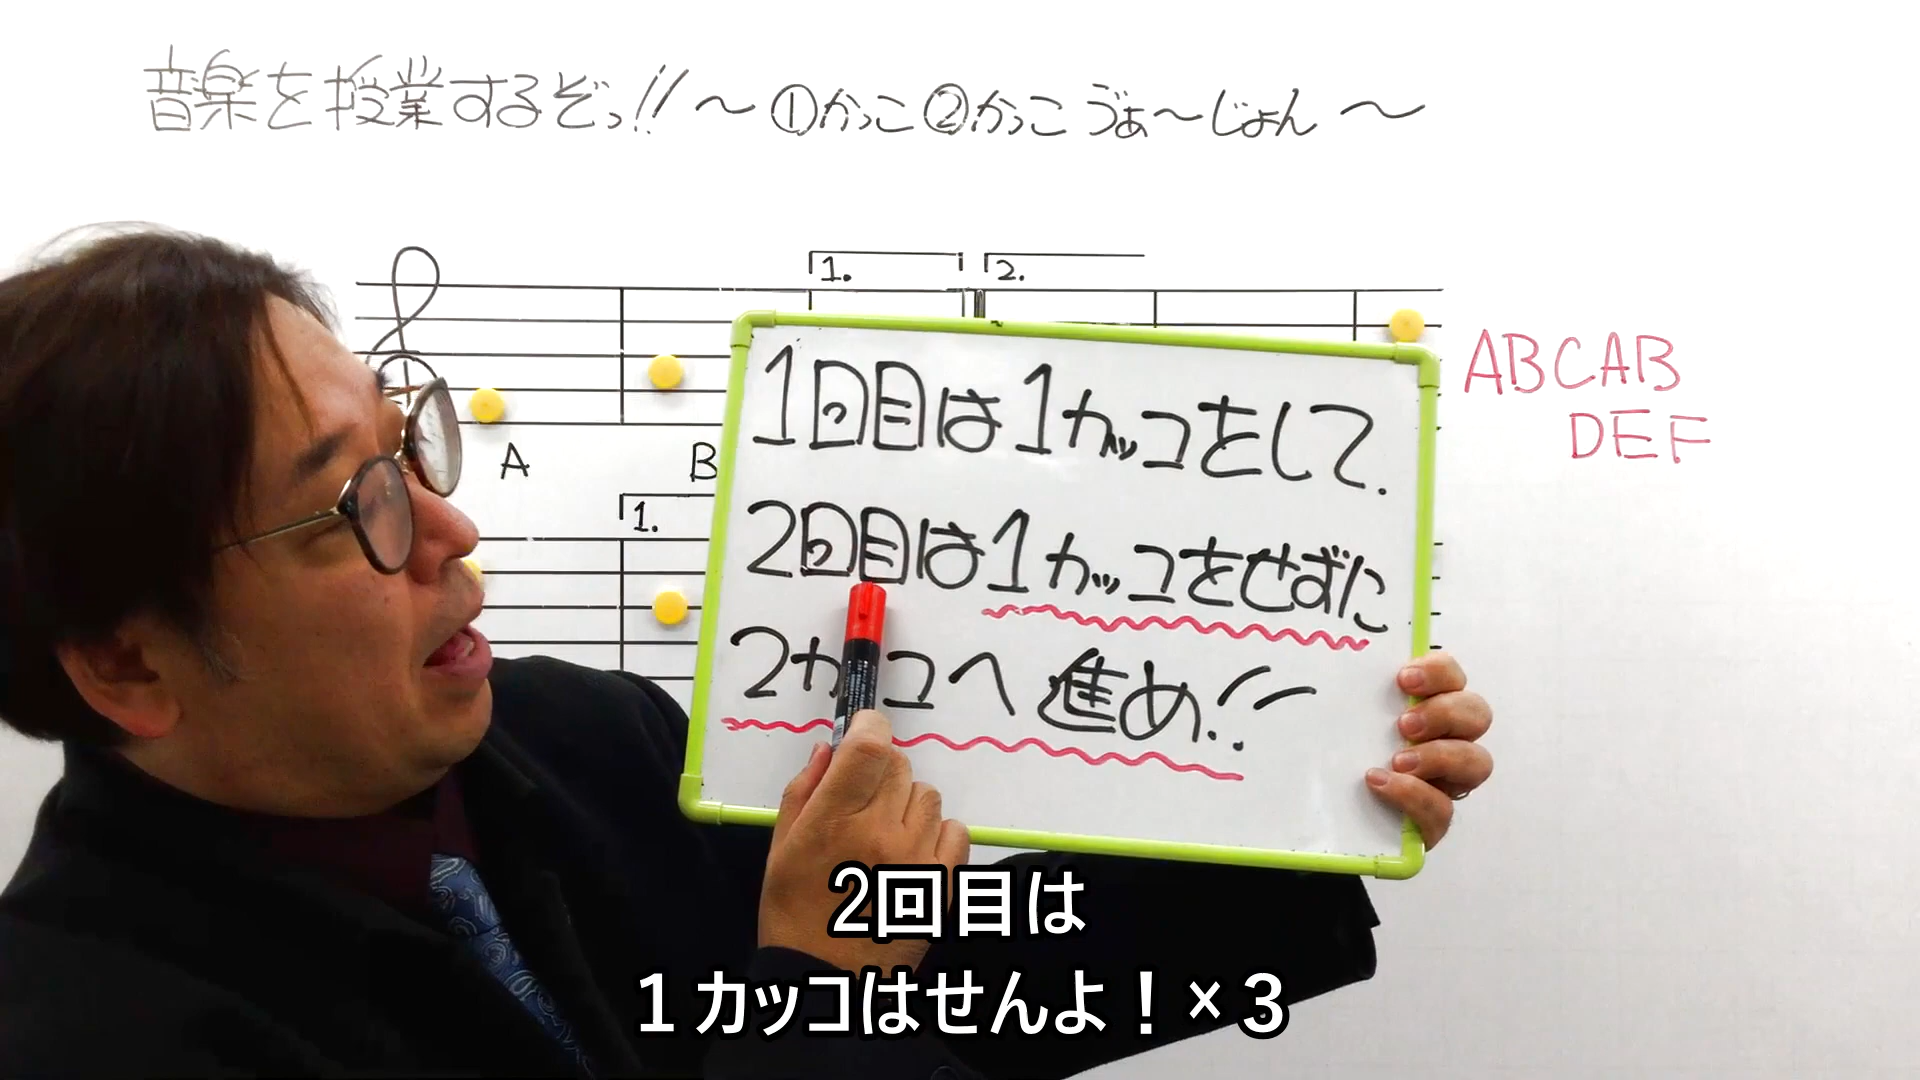 音楽を授業するぞっ!! ～①かっこ②かっこ ゔぁ～じょん～
1. 2.
ABCAB
DEF
A B
1.
1回目は1カッコをして.
2回目は1カッコをせずに
2カッコへ進め!!
2回目は
1カッコはせんよ！×3